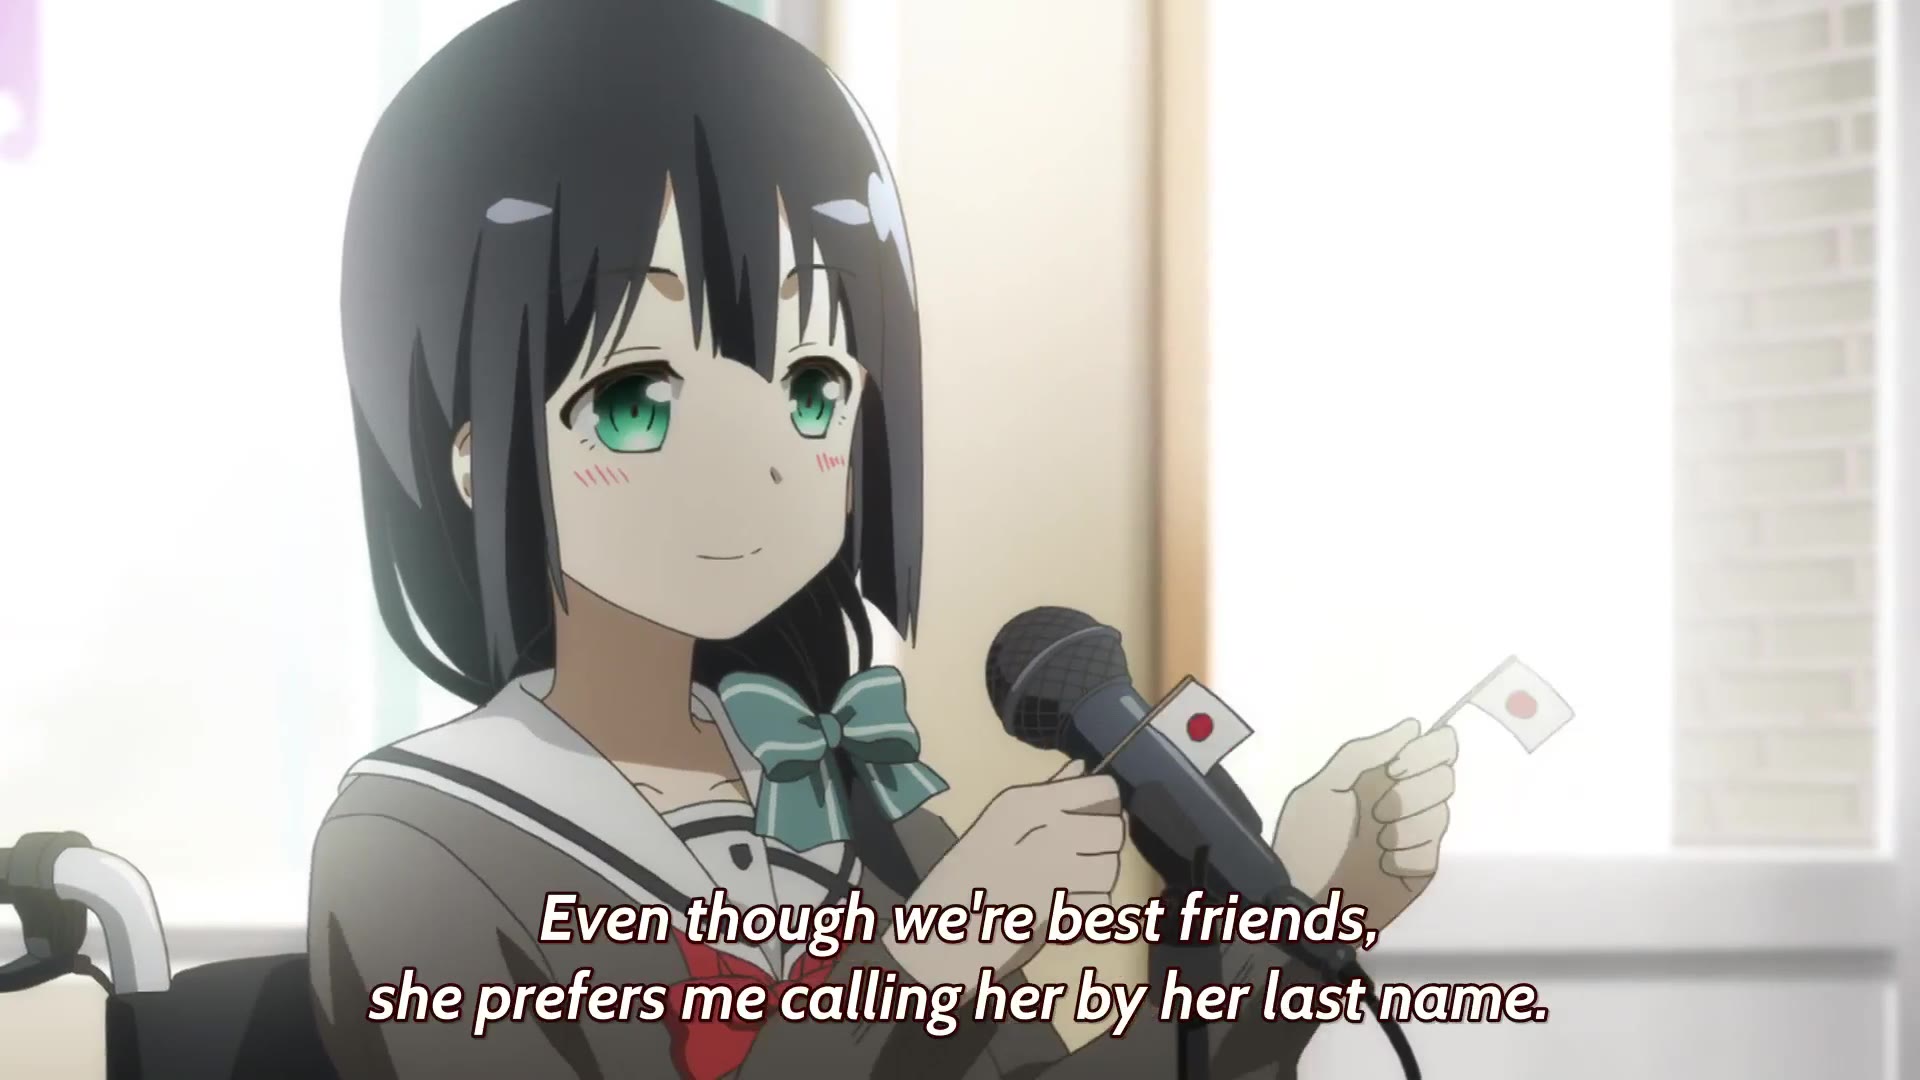 Even though we're best friends,
she prefers me calling her by her last name.